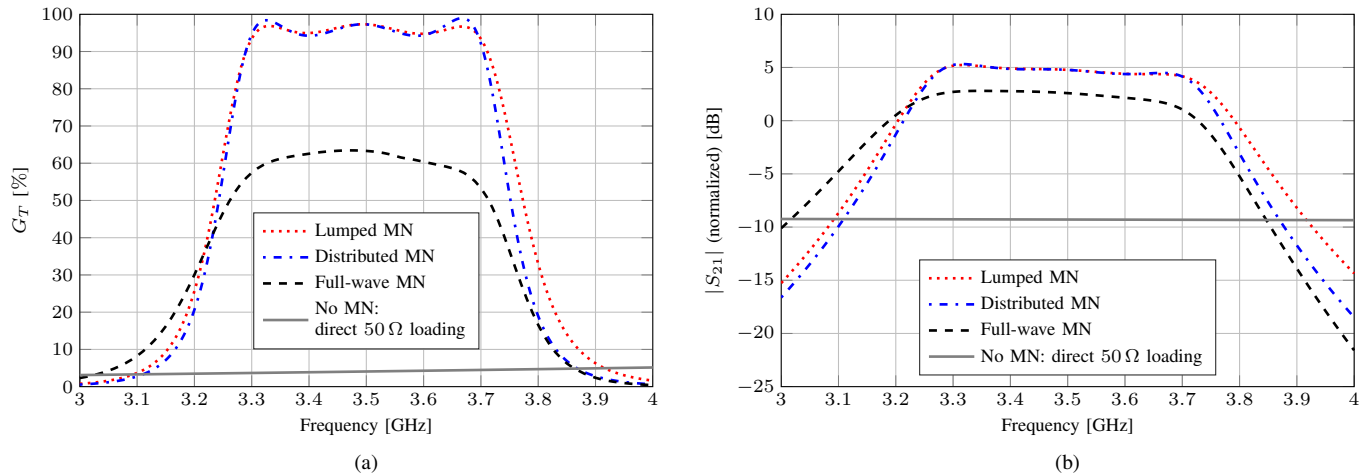 100
90
80
70
60
50
40
30
20
10
0
G_T [%]
Lumped MN
Distributed MN
Full-wave MN
No MN:
direct 50 Ω loading
3 3.1 3.2 3.3 3.4 3.5 3.6 3.7 3.8 3.9 4
Frequency [GHz]
(a)
10
5
0
−5
−10
−15
−20
−25
|S_21| (normalized) [dB]
Lumped MN
Distributed MN
Full-wave MN
No MN: direct 50 Ω loading
3 3.1 3.2 3.3 3.4 3.5 3.6 3.7 3.8 3.9 4
Frequency [GHz]
(b)